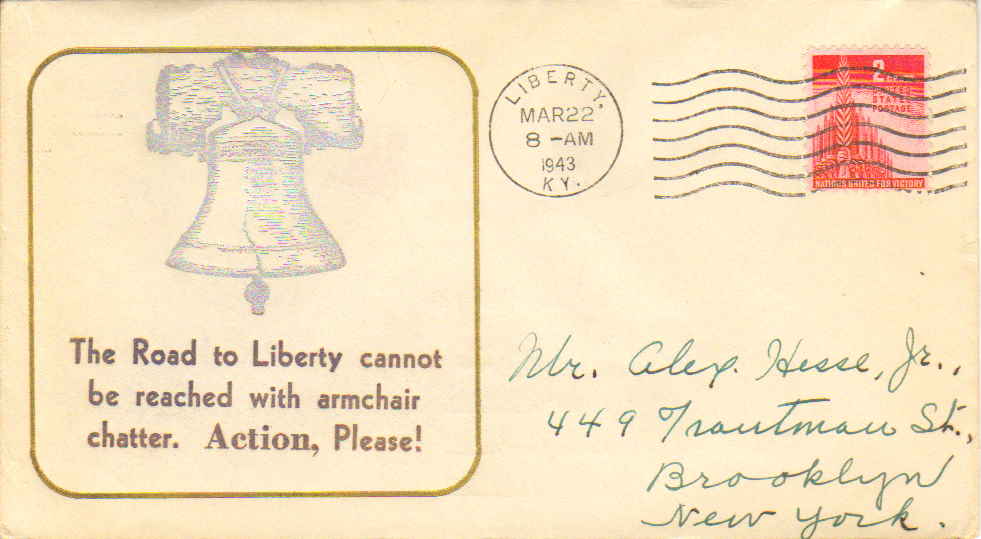 The Road to Liberty cannot
be reached with armchair
chatter. Action, Please!
LIBERTY.
MAR 22
8 - AM
1943
KY.
2¢
UNITED
STATES
POSTAGE
NATIONS UNITED FOR VICTORY
Mr. Alex. Hesse, Jr.,
449 Trautman St.,
Brooklyn
New York.